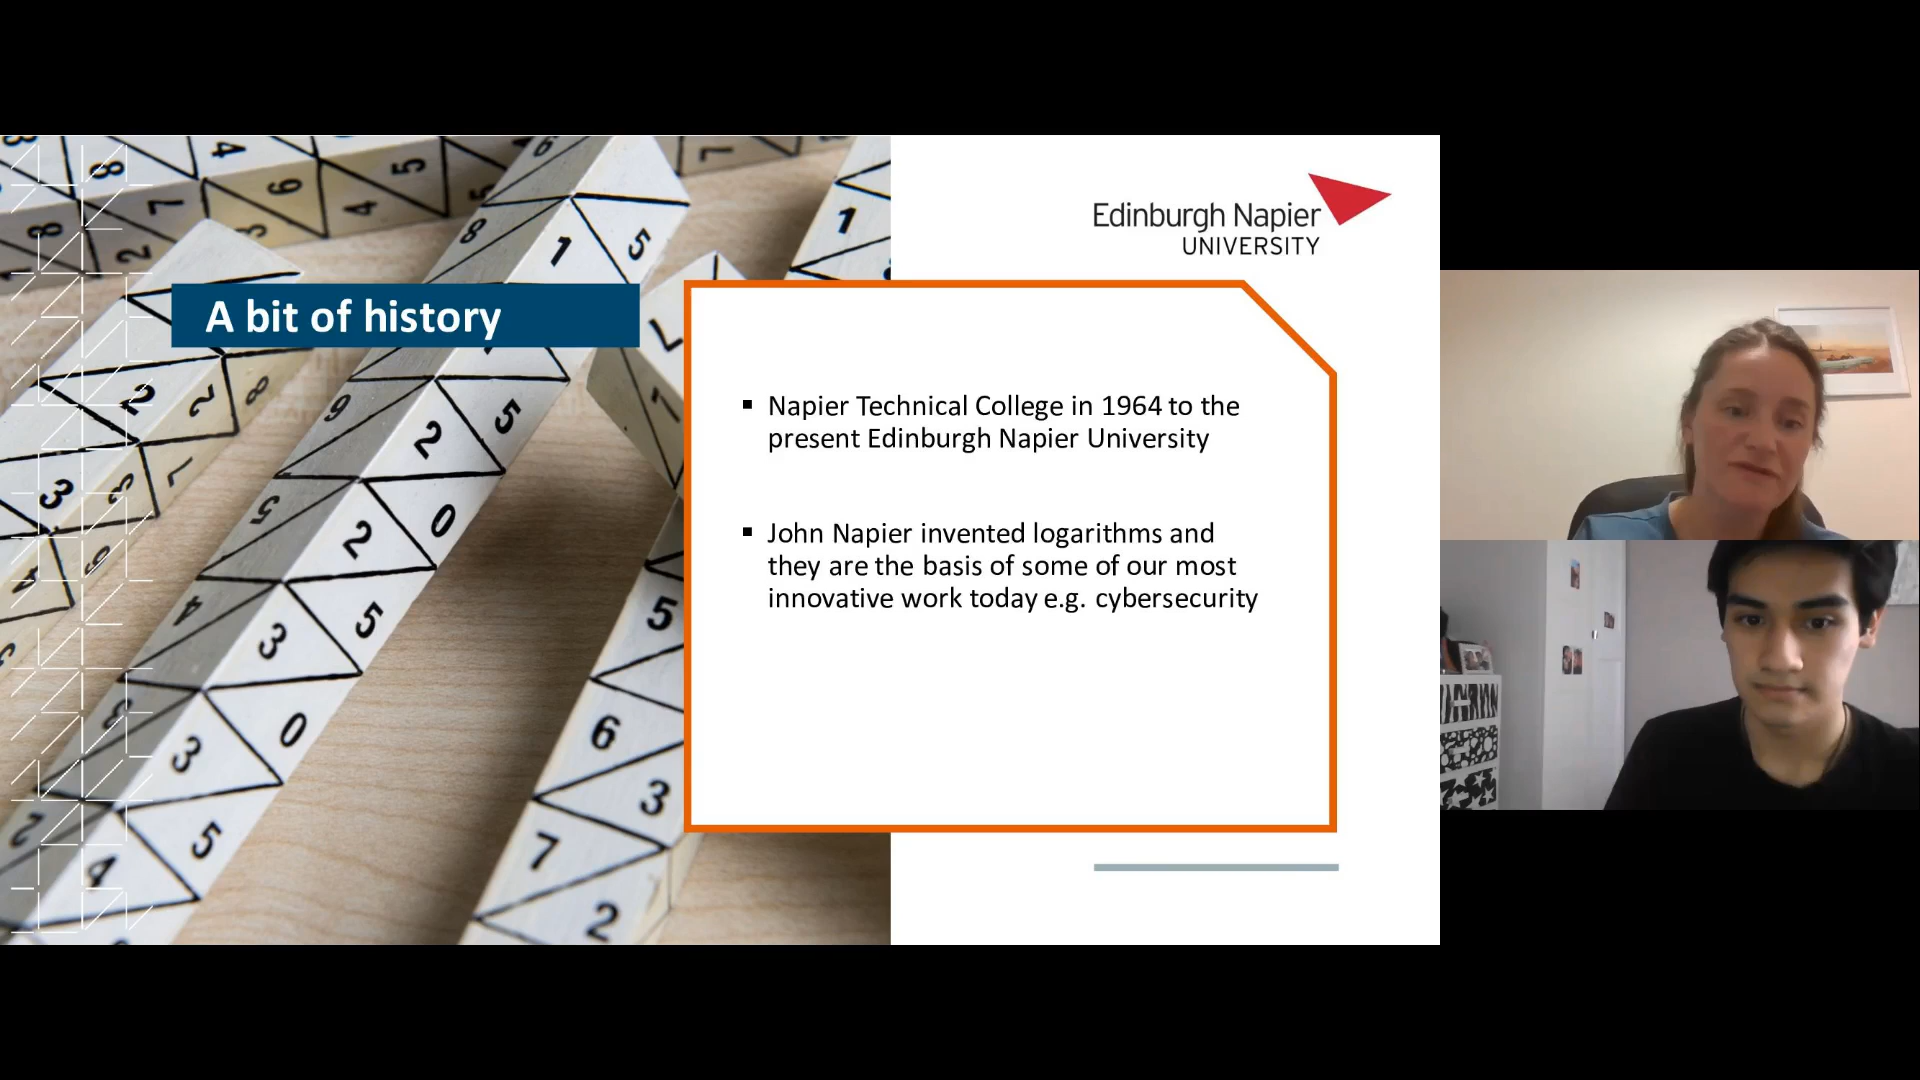 Edinburgh Napier
UNIVERSITY
A bit of history
▪ Napier Technical College in 1964 to the
present Edinburgh Napier University
▪ John Napier invented logarithms and
they are the basis of some of our most
innovative work today e.g. cybersecurity